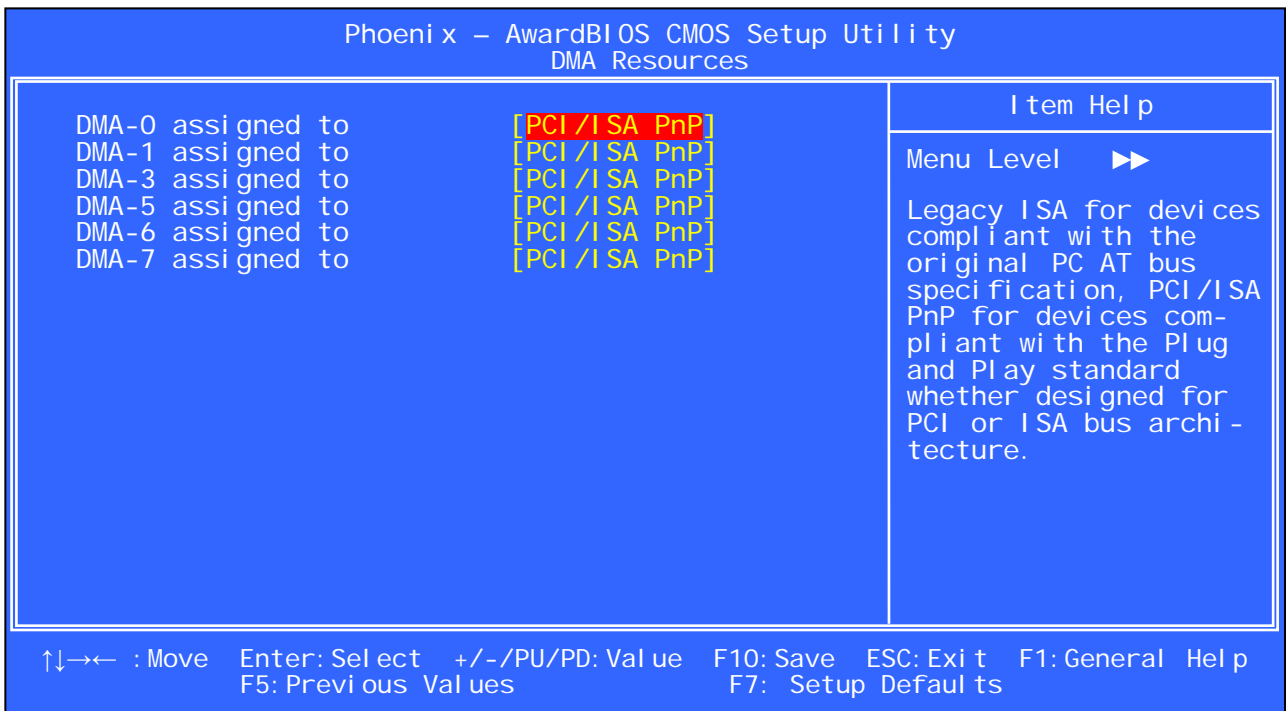 Phoenix – AwardBIOS CMOS Setup Utility
DMA Resources
DMA-0 assigned to [PCI/ISA PnP]
DMA-1 assigned to [PCI/ISA PnP]
DMA-3 assigned to [PCI/ISA PnP]
DMA-5 assigned to [PCI/ISA PnP]
DMA-6 assigned to [PCI/ISA PnP]
DMA-7 assigned to [PCI/ISA PnP]
Item Help
Menu Level ►►
Legacy ISA for devices
compliant with the
original PC AT bus
specification, PCI/ISA
PnP for devices com-
pliant with the Plug
and Play standard
whether designed for
PCI or ISA bus archi-
tecture.
↑↓→← :Move Enter:Select +/-/PU/PD:Value F10:Save ESC:Exit F1:General Help
F5:Previous Values F7: Setup Defaults